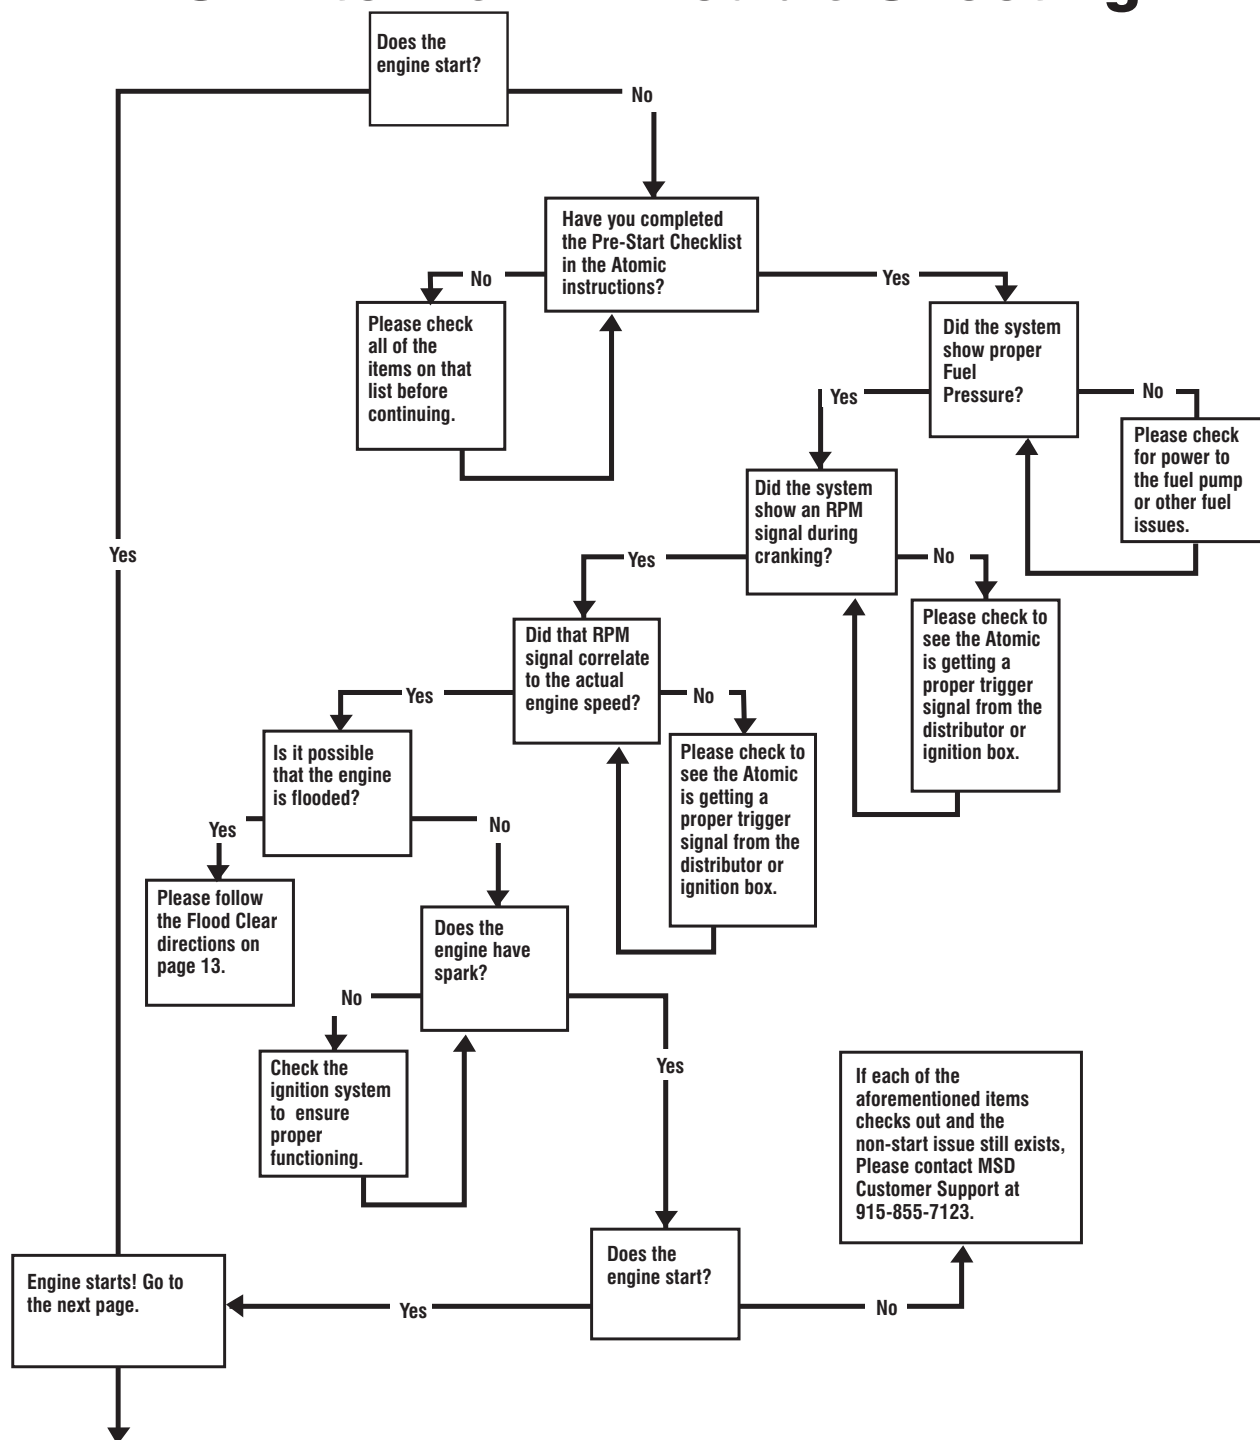 Does the
engine start?
No
Have you completed
the Pre-Start Checklist
in the Atomic
instructions?
No
Yes
Please check
all of the
items on that
list before
continuing.
Did the system
show proper
Fuel
Pressure?
Yes
No
Please check
for power to
the fuel pump
or other fuel
issues.
Did the system
show an RPM
signal during
cranking?
Yes
Yes
No
Please check to
see the Atomic
is getting a
proper trigger
signal from the
distributor or
ignition box.
Did that RPM
signal correlate
to the actual
engine speed?
Yes
No
Please check to
see the Atomic
is getting a
proper trigger
signal from the
distributor or
ignition box.
Is it possible
that the engine
is flooded?
Yes
No
Please follow
the Flood Clear
directions on
page 13.
Does the
engine have
spark?
No
Yes
Check the
ignition system
to ensure
proper
functioning.
If each of the
aforementioned items
checks out and the
non-start issue still exists,
Please contact MSD
Customer Support at
915-855-7123.
Does the
engine start?
Engine starts! Go to
the next page.
Yes
No